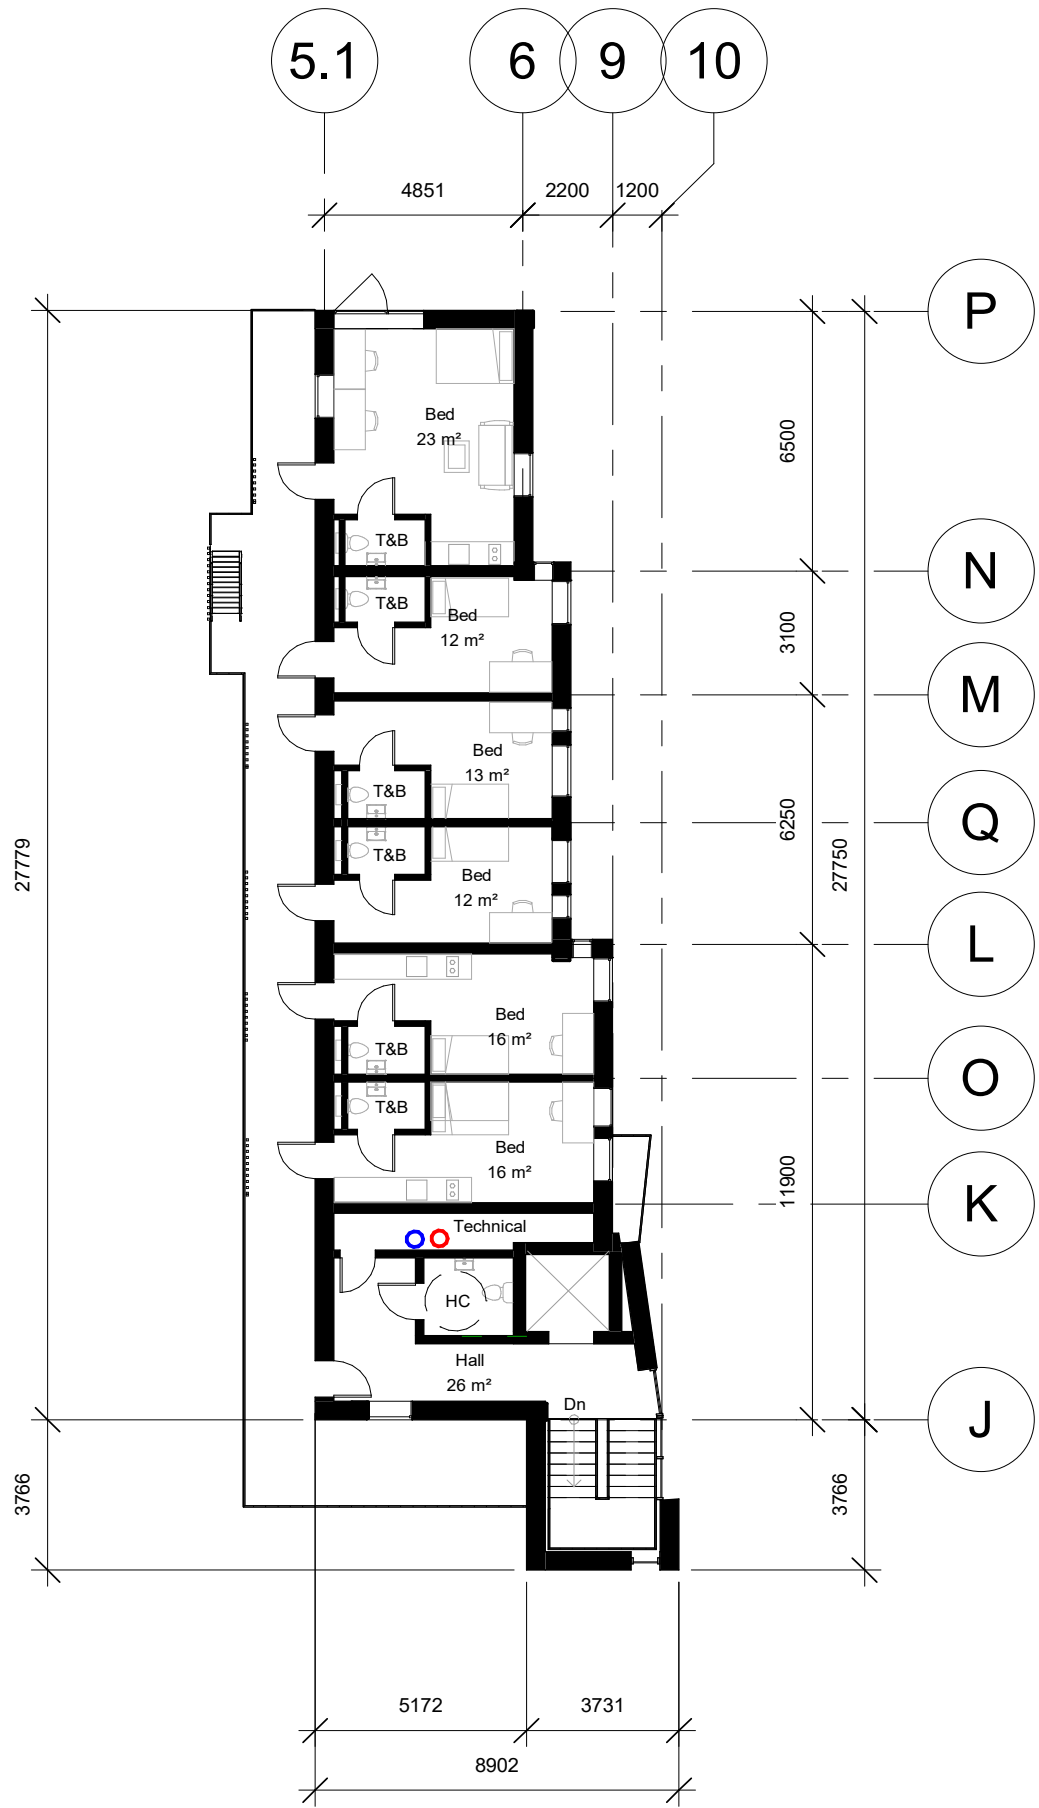 5.1
6
9
10
4851
2200
1200
P
Bed
23 m²
6500
T&B
N
T&B
Bed
12 m²
3100
M
Bed
13 m²
T&B
Q
6250
27779
27750
T&B
Bed
12 m²
L
Bed
16 m²
T&B
O
T&B
Bed
16 m²
11900
K
Technical
HC
Hall
26 m²
Dn
J
3766
3766
5172
3731
8902